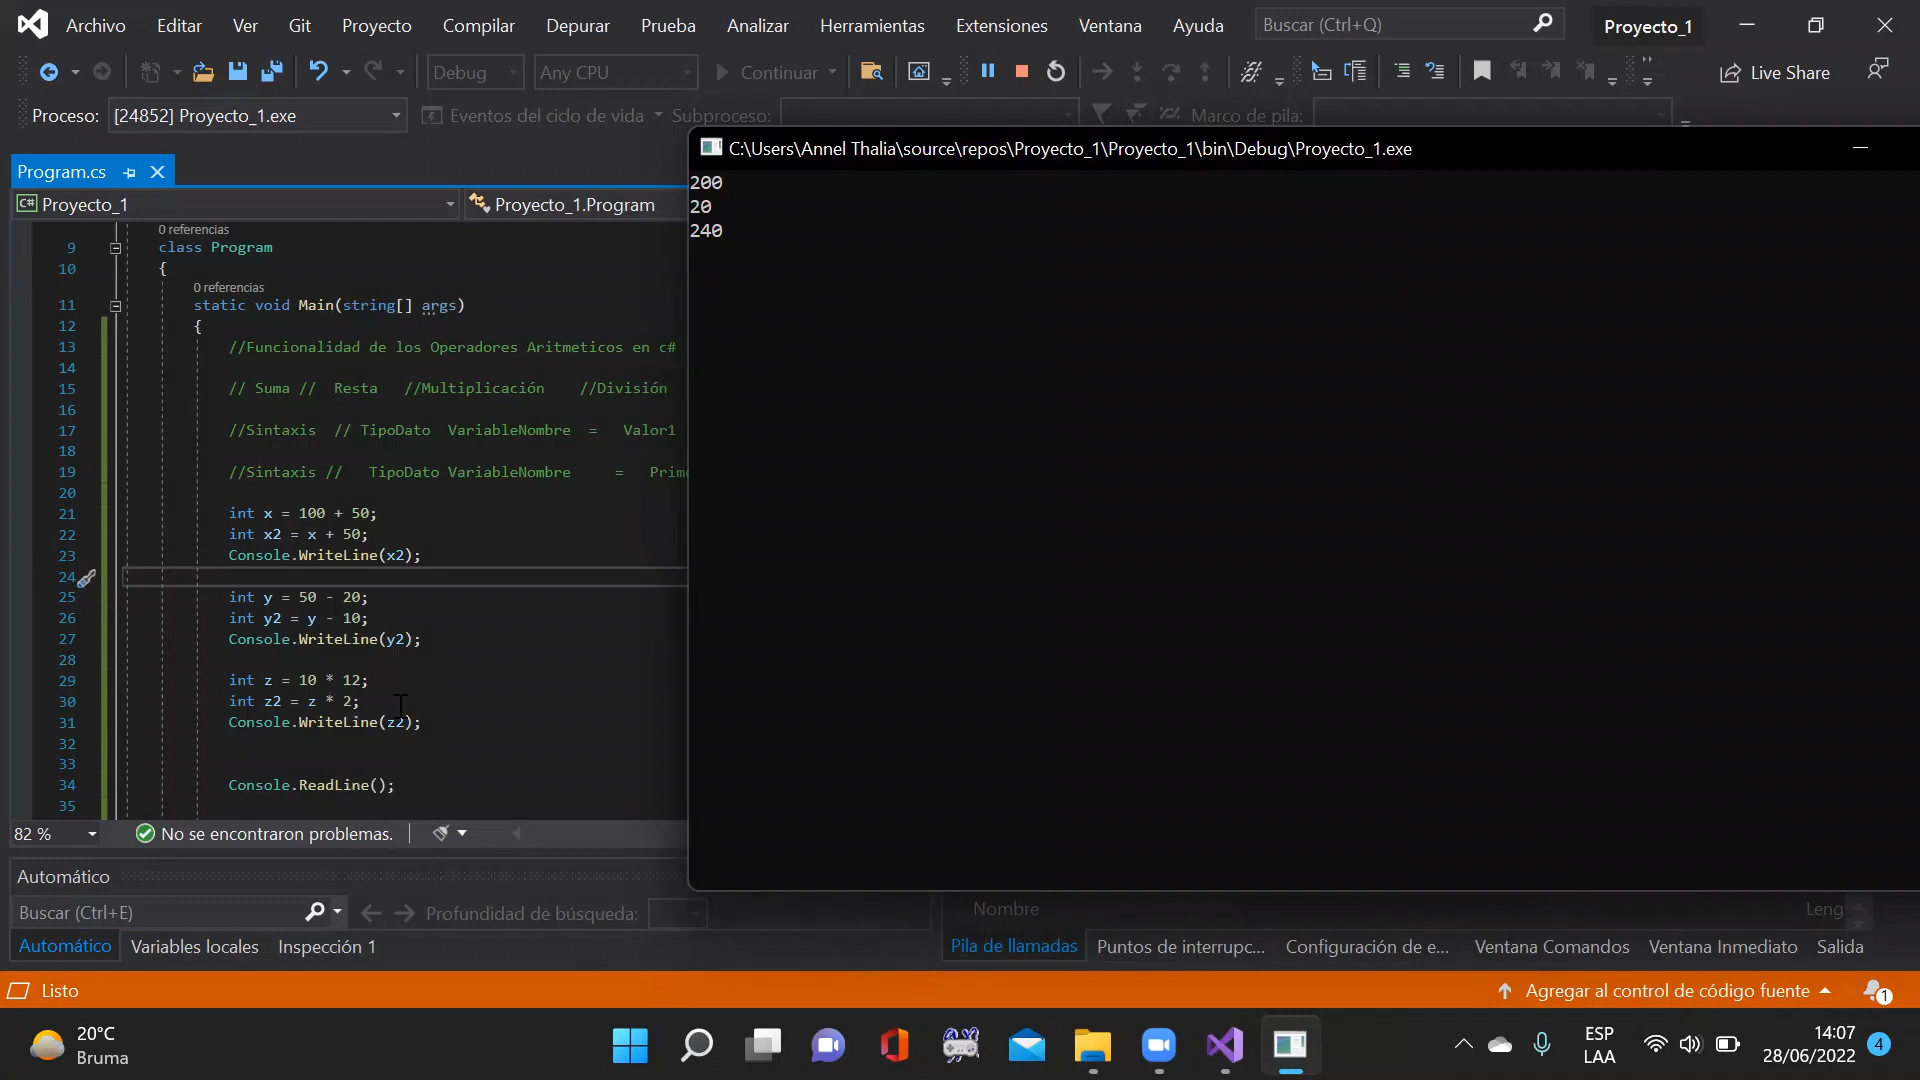 Archivo Editar Ver Git Proyecto Compilar Depurar Prueba Analizar Herramientas Extensiones Ventana Ayuda Buscar (Ctrl+Q) Proyecto_1
Debug Any CPU Continuar Live Share
Proceso: [24852] Proyecto_1.exe Eventos del ciclo de vida Subproceso: Marco de pila:
C:\Users\Annel Thalia\source\repos\Proyecto_1\Proyecto_1\bin\Debug\Proyecto_1.exe
200
20
240
Program.cs
C# Proyecto_1 Proyecto_1.Program
0 referencias
9 class Program
10 {
0 referencias
11 static void Main(string[] args)
12 {
13 //Funcionalidad de los Operadores Aritmeticos en c#
14
15 // Suma // Resta //Multiplicación //División
16
17 //Sintaxis // TipoDato VariableNombre = Valor1
18
19 //Sintaxis // TipoDato VariableNombre =
20
21 int x = 100 + 50;
22 int x2 = x + 50;
23 Console.WriteLine(x2);
24
25 int y = 50 - 20;
26 int y2 = y - 10;
27 Console.WriteLine(y2);
28
29 int z = 10 * 12;
30 int z2 = z * 2;
31 Console.WriteLine(z2);
32
33
34 Console.ReadLine();
35
82 % No se encontraron problemas.
Automático
Buscar (Ctrl+E) Profundidad de búsqueda:
Nombre Leng
Automático Variables locales Inspección 1
Pila de llamadas Puntos de interrupc... Configuración de e... Ventana Comandos Ventana Inmediato Salida
Listo Agregar al control de código fuente 1
20°C
Bruma
ESP
LAA
14:07
28/06/2022
4